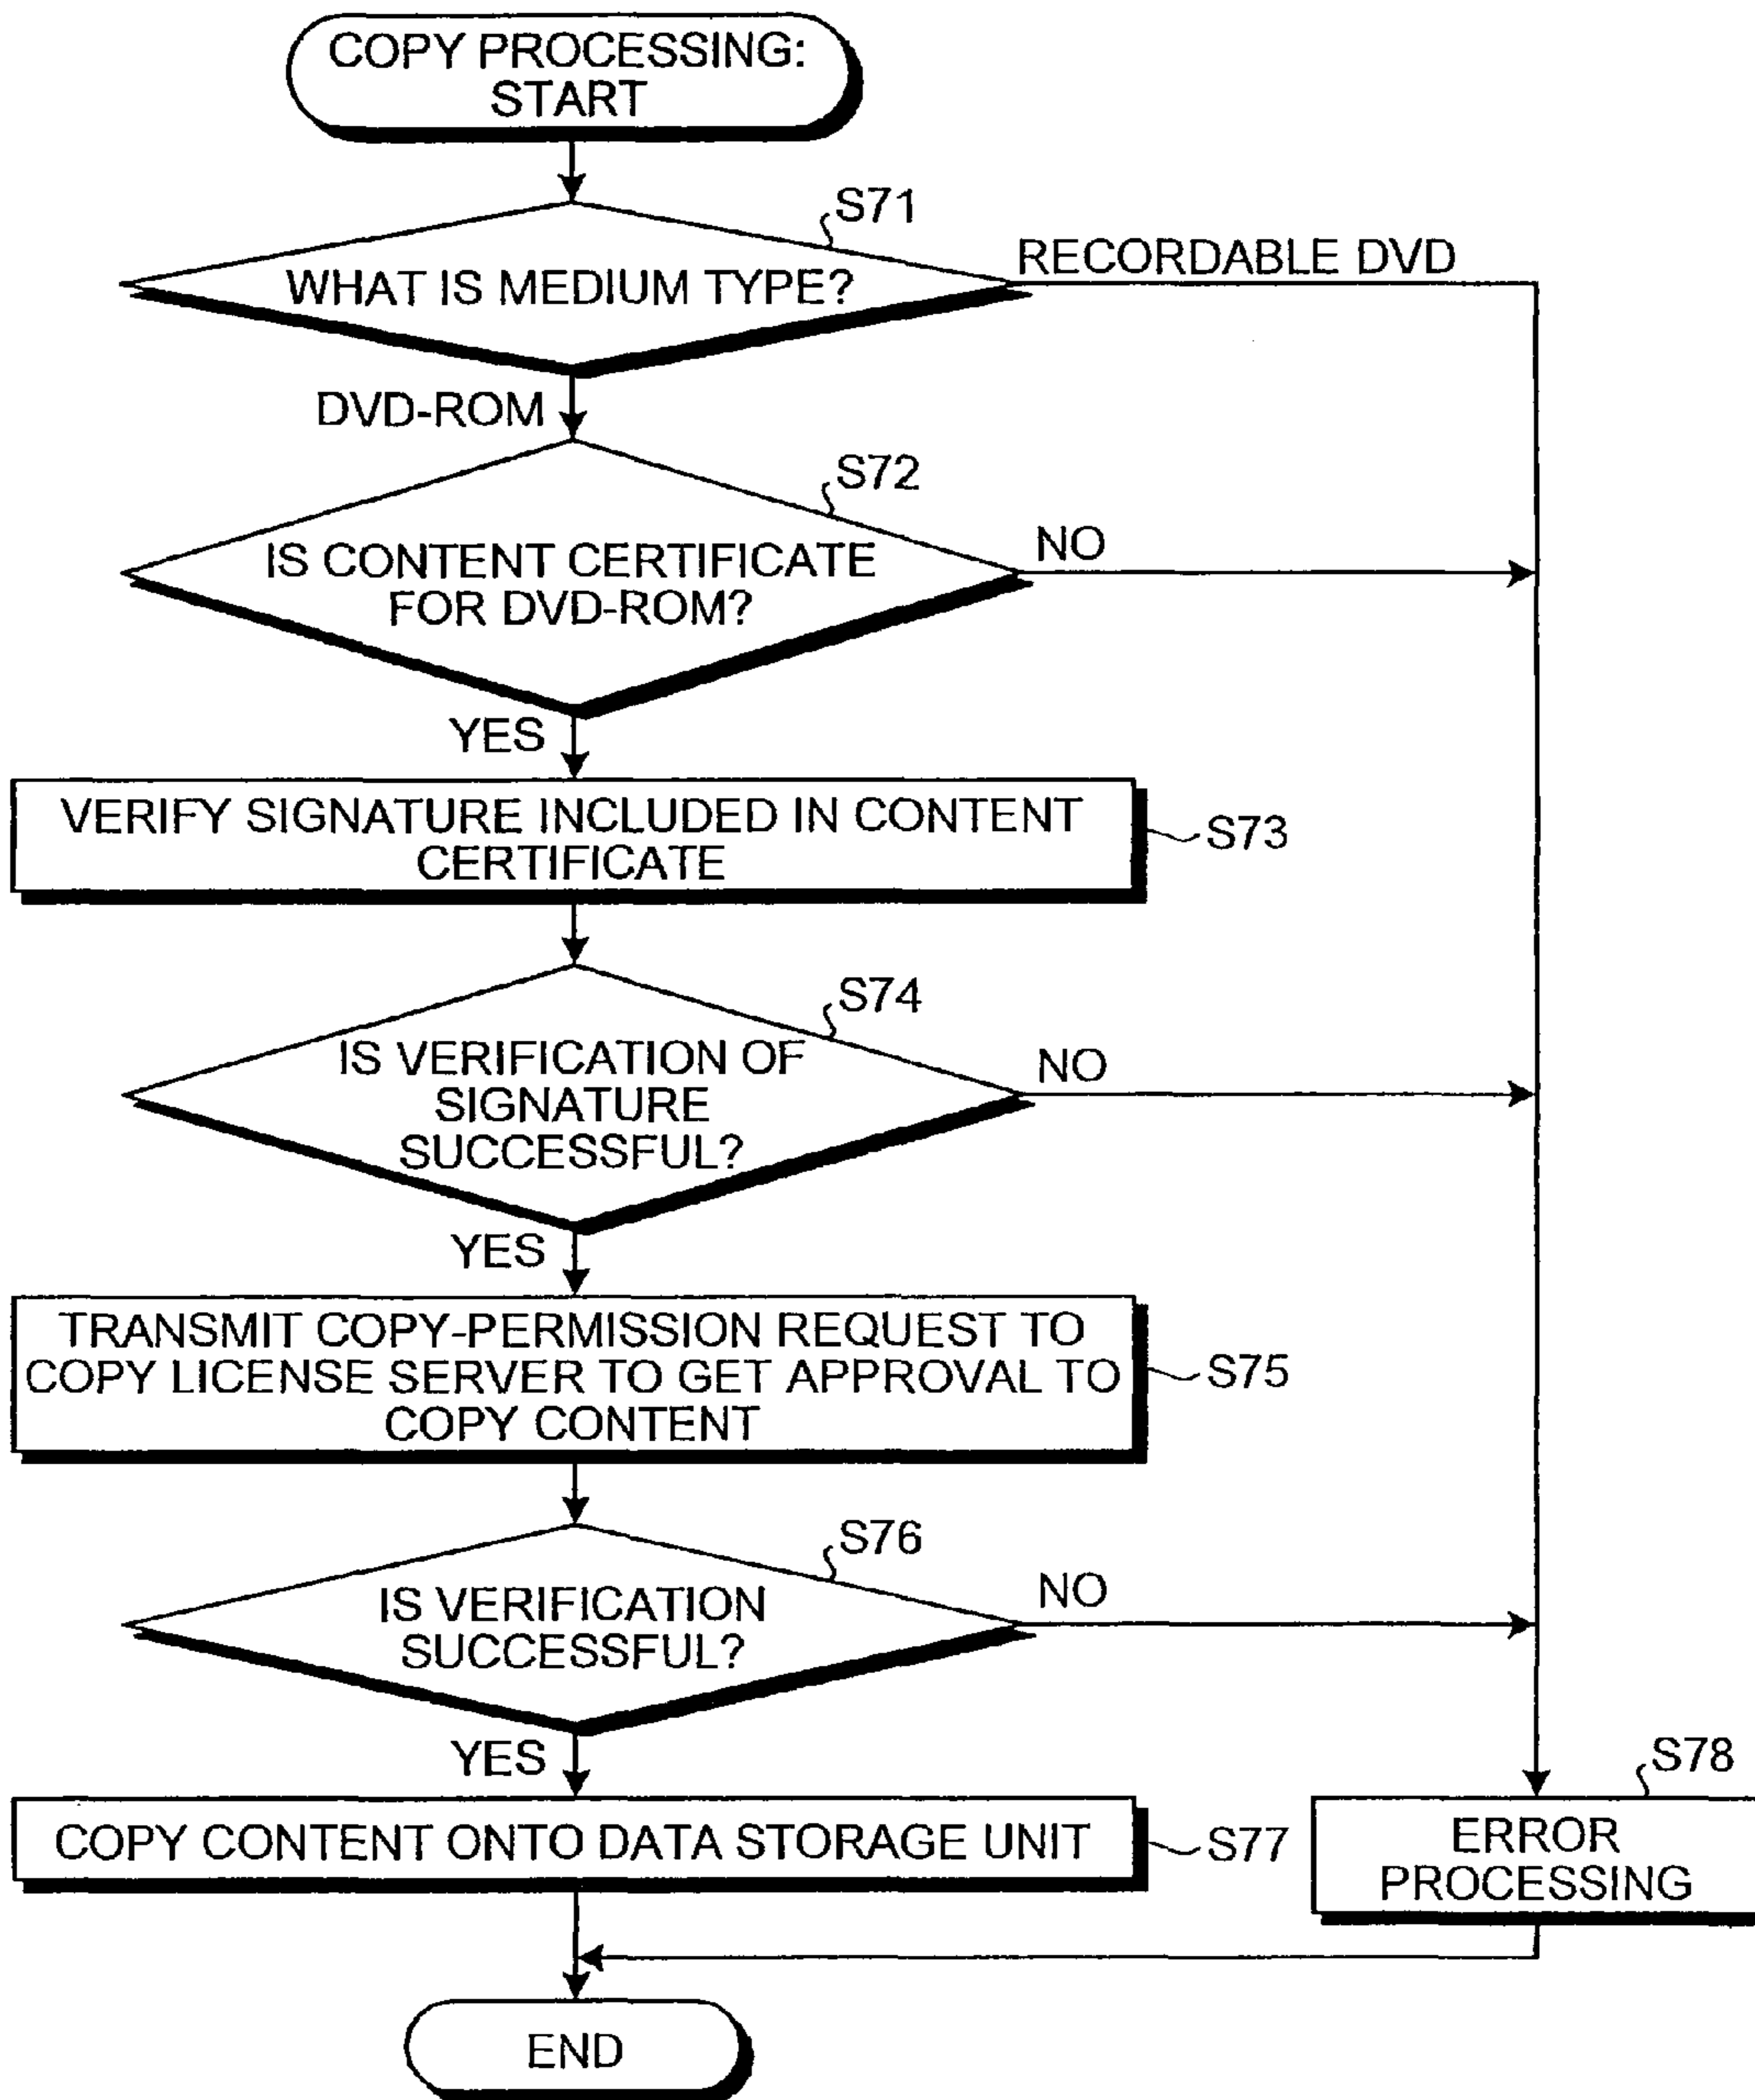 COPY PROCESSING:
START
S71
WHAT IS MEDIUM TYPE?
RECORDABLE DVD
DVD-ROM
S72
IS CONTENT CERTIFICATE
FOR DVD-ROM?
NO
YES
VERIFY SIGNATURE INCLUDED IN CONTENT
CERTIFICATE
S73
S74
IS VERIFICATION OF
SIGNATURE
SUCCESSFUL?
NO
YES
TRANSMIT COPY-PERMISSION REQUEST TO
COPY LICENSE SERVER TO GET APPROVAL TO
COPY CONTENT
S75
S76
IS VERIFICATION
SUCCESSFUL?
NO
YES
COPY CONTENT ONTO DATA STORAGE UNIT
S77
S78
ERROR
PROCESSING
END